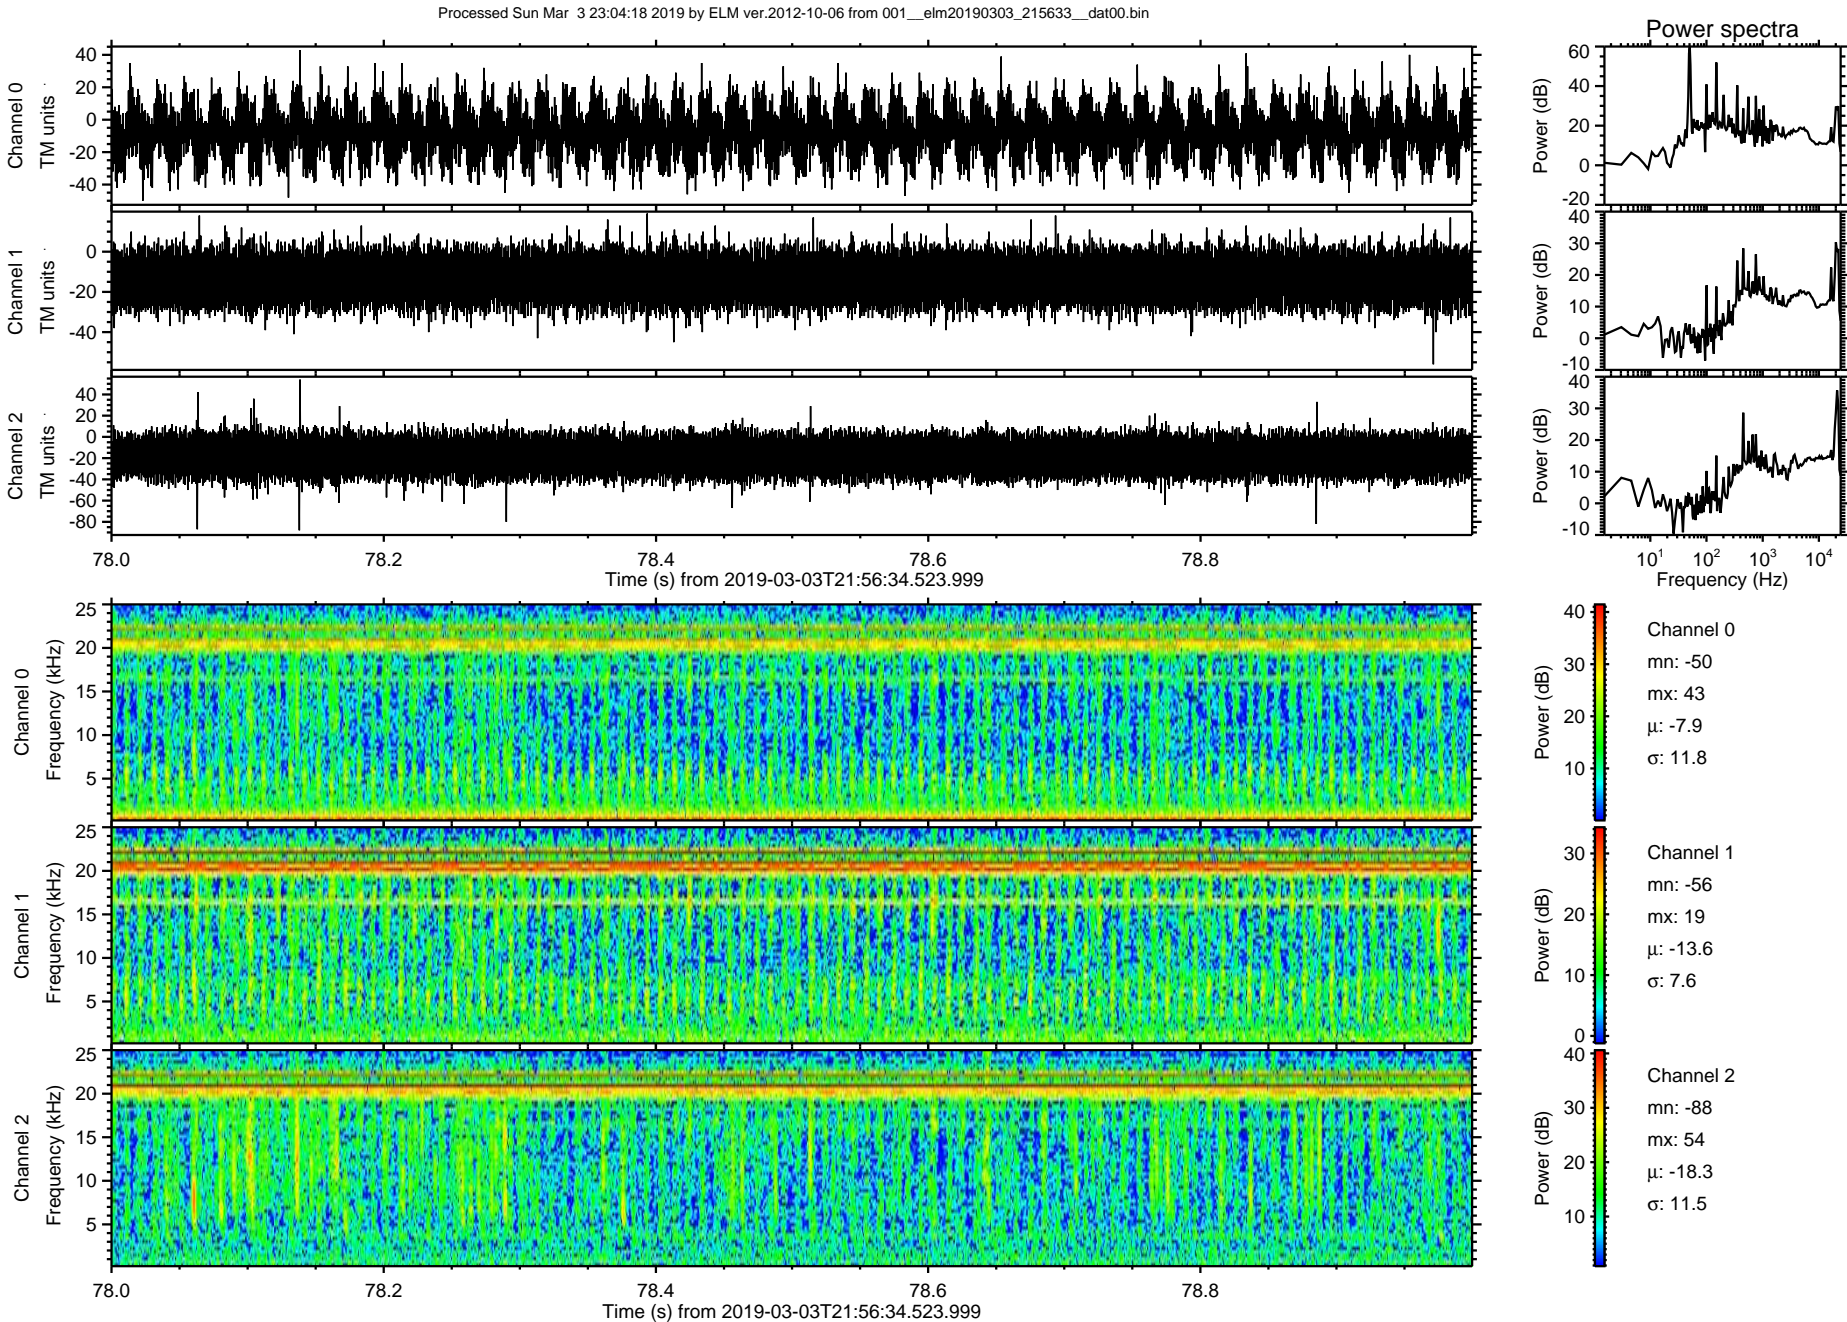 Processed Sun Mar  3 23:04:18 2019 by ELM ver.2012-10-06 from 001__elm20190303_215633__dat00.bin
Power spectra
Channel 0
TM units
40
20
0
-20
-40
Power (dB)
60
40
20
0
-20
Channel 1
TM units
0
-20
-40
Power (dB)
40
30
20
10
0
-10
Channel 2
TM units
40
20
0
-20
-40
-60
-80
Power (dB)
40
30
20
10
0
-10
78.0 78.2 78.4 78.6 78.8
Time (s) from 2019-03-03T21:56:34.523.999
10^1 10^2 10^3 10^4
Frequency (Hz)
Channel 0
Frequency (kHz)
25
20
15
10
5
Power (dB)
40
30
20
10
Channel 0
mn: -50
mx: 43
μ: -7.9
σ: 11.8
Channel 1
Frequency (kHz)
25
20
15
10
5
Power (dB)
30
20
10
0
Channel 1
mn: -56
mx: 19
μ: -13.6
σ: 7.6
Channel 2
Frequency (kHz)
25
20
15
10
5
Power (dB)
40
30
20
10
Channel 2
mn: -88
mx: 54
μ: -18.3
σ: 11.5
78.0 78.2 78.4 78.6 78.8
Time (s) from 2019-03-03T21:56:34.523.999